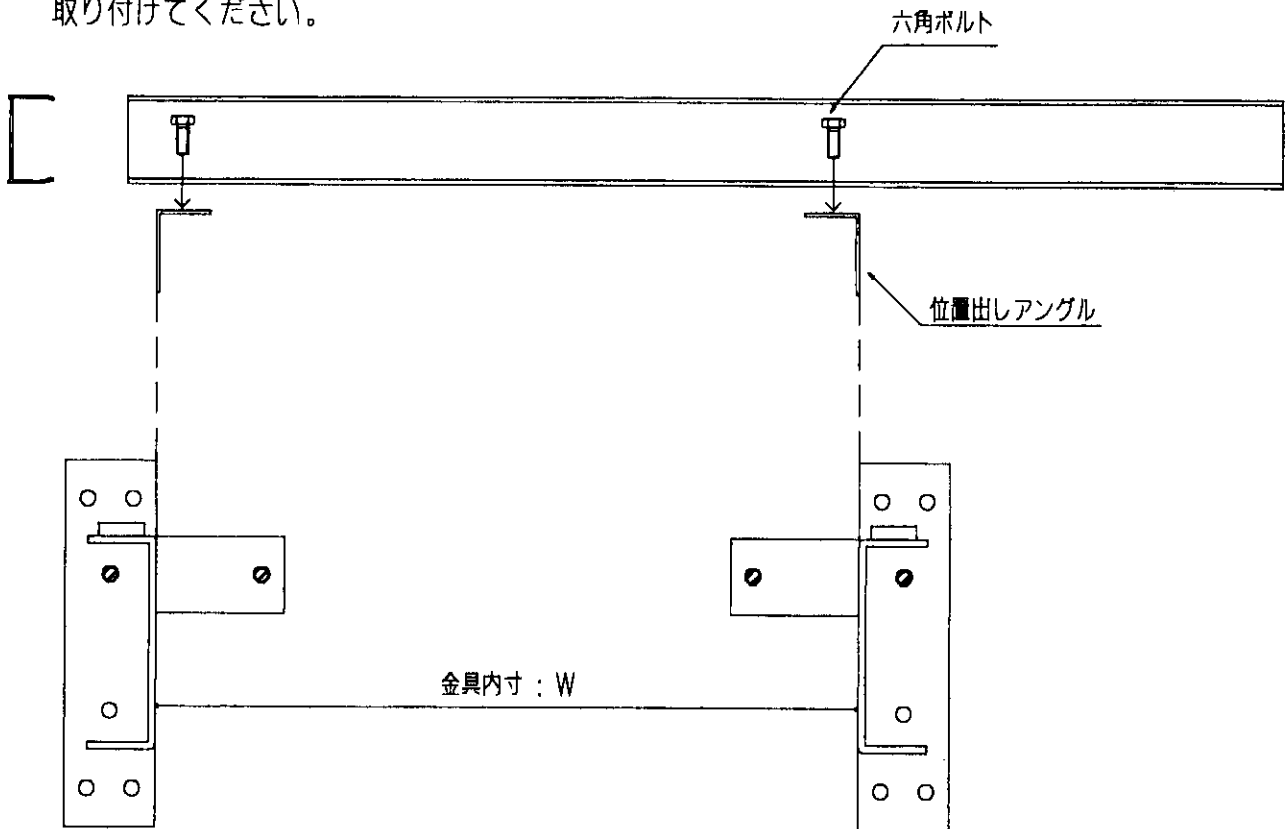 取り付けてください。
六角ボルト
位置出しアングル
金具内寸：W